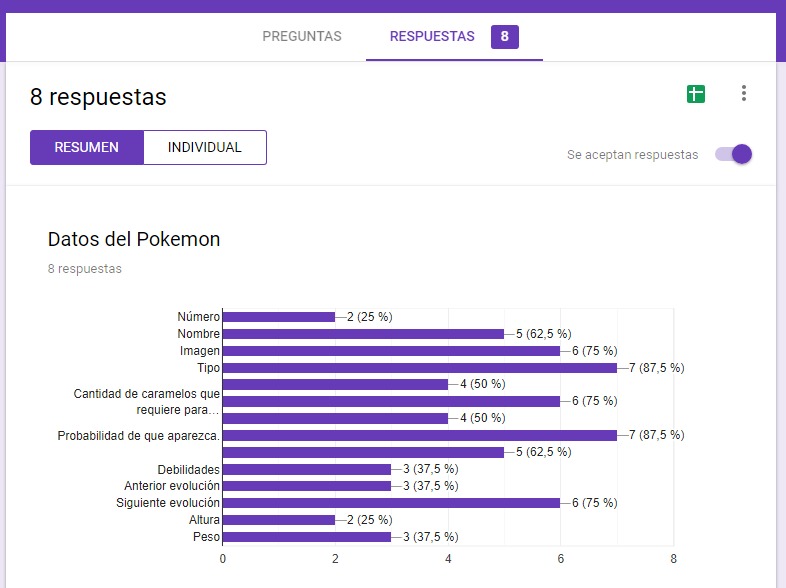 PREGUNTAS
RESPUESTAS 8
8 respuestas
RESUMEN
INDIVIDUAL
Se aceptan respuestas
Datos del Pokemon
8 respuestas
Número 2 (25 %)
Nombre 5 (62,5 %)
Imagen 6 (75 %)
Tipo 7 (87,5 %)
4 (50 %)
Cantidad de caramelos que
requiere para… 6 (75 %)
4 (50 %)
Probabilidad de que aparezca. 7 (87,5 %)
5 (62,5 %)
Debilidades 3 (37,5 %)
Anterior evolución 3 (37,5 %)
Siguiente evolución 6 (75 %)
Altura 2 (25 %)
Peso 3 (37,5 %)
0 2 4 6 8